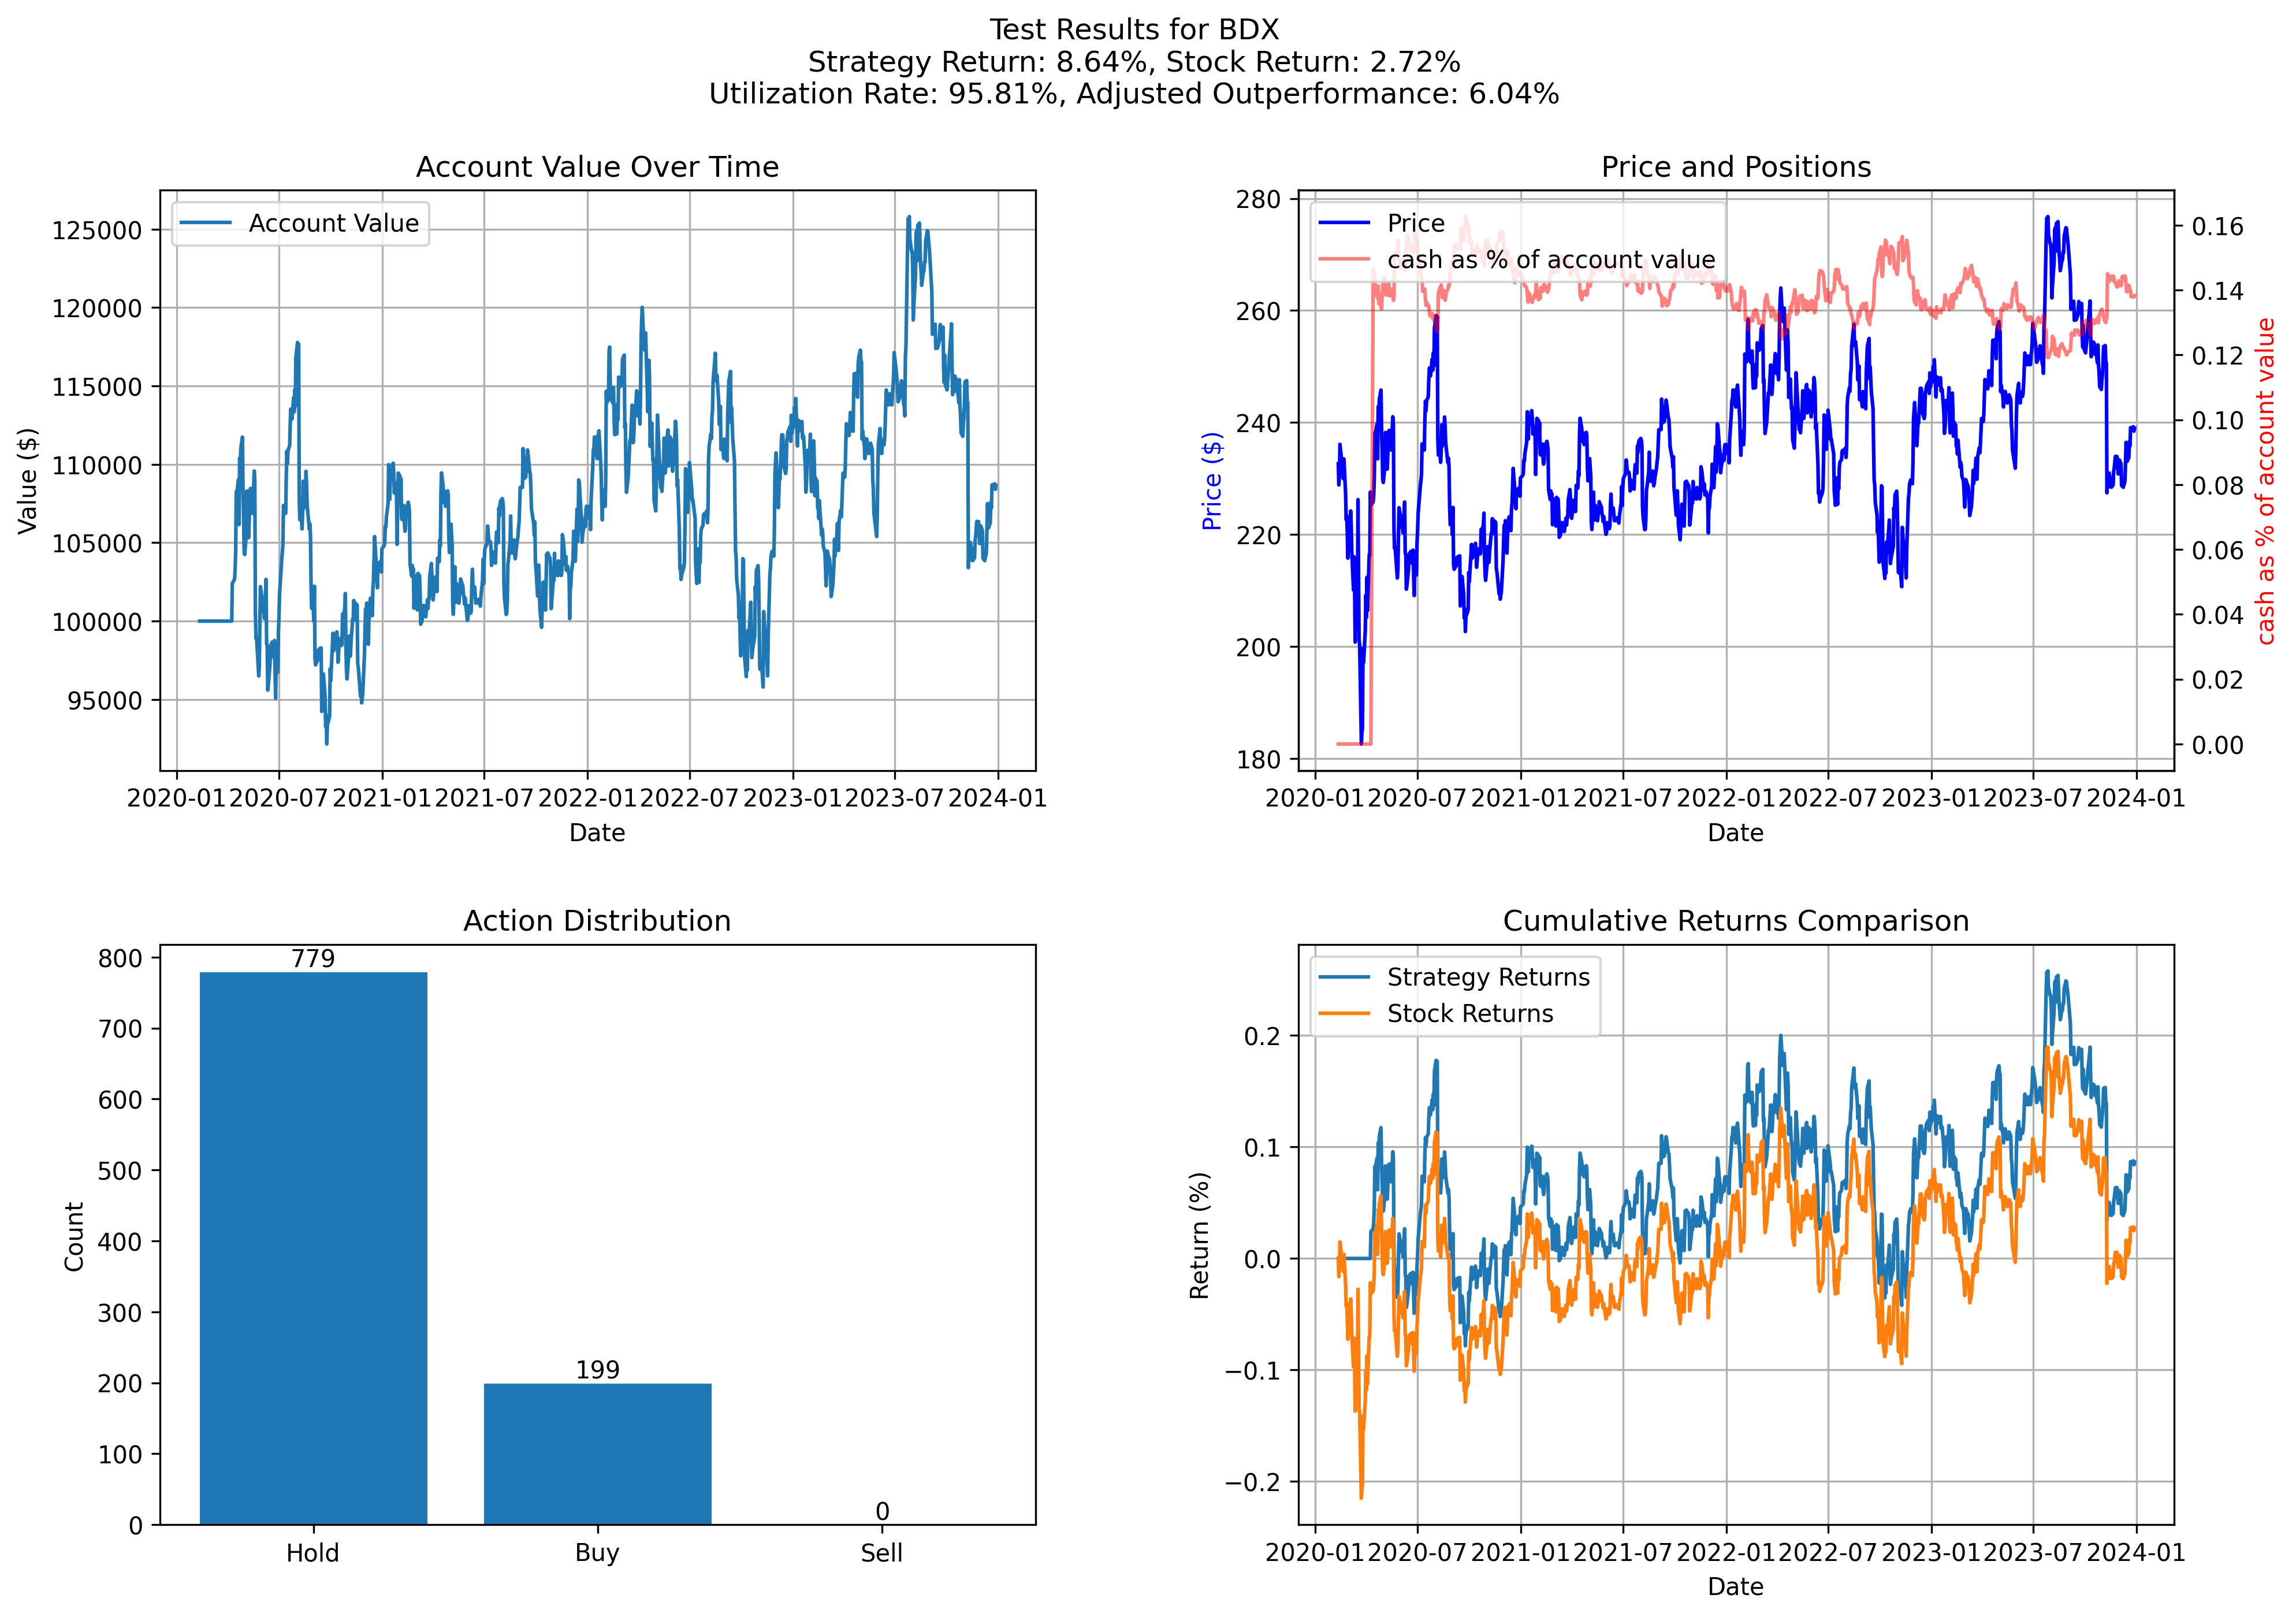 Test Results for BDX
Strategy Return: 8.64%, Stock Return: 2.72%
Utilization Rate: 95.81%, Adjusted Outperformance: 6.04%
Account Value Over Time
Account Value
125000
120000
115000
110000
105000
100000
95000
Value ($)
2020-01 2020-07 2021-01 2021-07 2022-01 2022-07 2023-01 2023-07 2024-01
Date
Price and Positions
Price
cash as % of account value
280
260
240
220
200
180
Price ($)
0.16
0.14
0.12
0.10
0.08
0.06
0.04
0.02
0.00
cash as % of account value
2020-01 2020-07 2021-01 2021-07 2022-01 2022-07 2023-01 2023-07 2024-01
Date
Action Distribution
800
700
600
500
400
300
200
100
0
Count
779
199
0
Hold Buy Sell
Cumulative Returns Comparison
Strategy Returns
Stock Returns
0.2
0.1
0.0
−0.1
−0.2
Return (%)
2020-01 2020-07 2021-01 2021-07 2022-01 2022-07 2023-01 2023-07 2024-01
Date